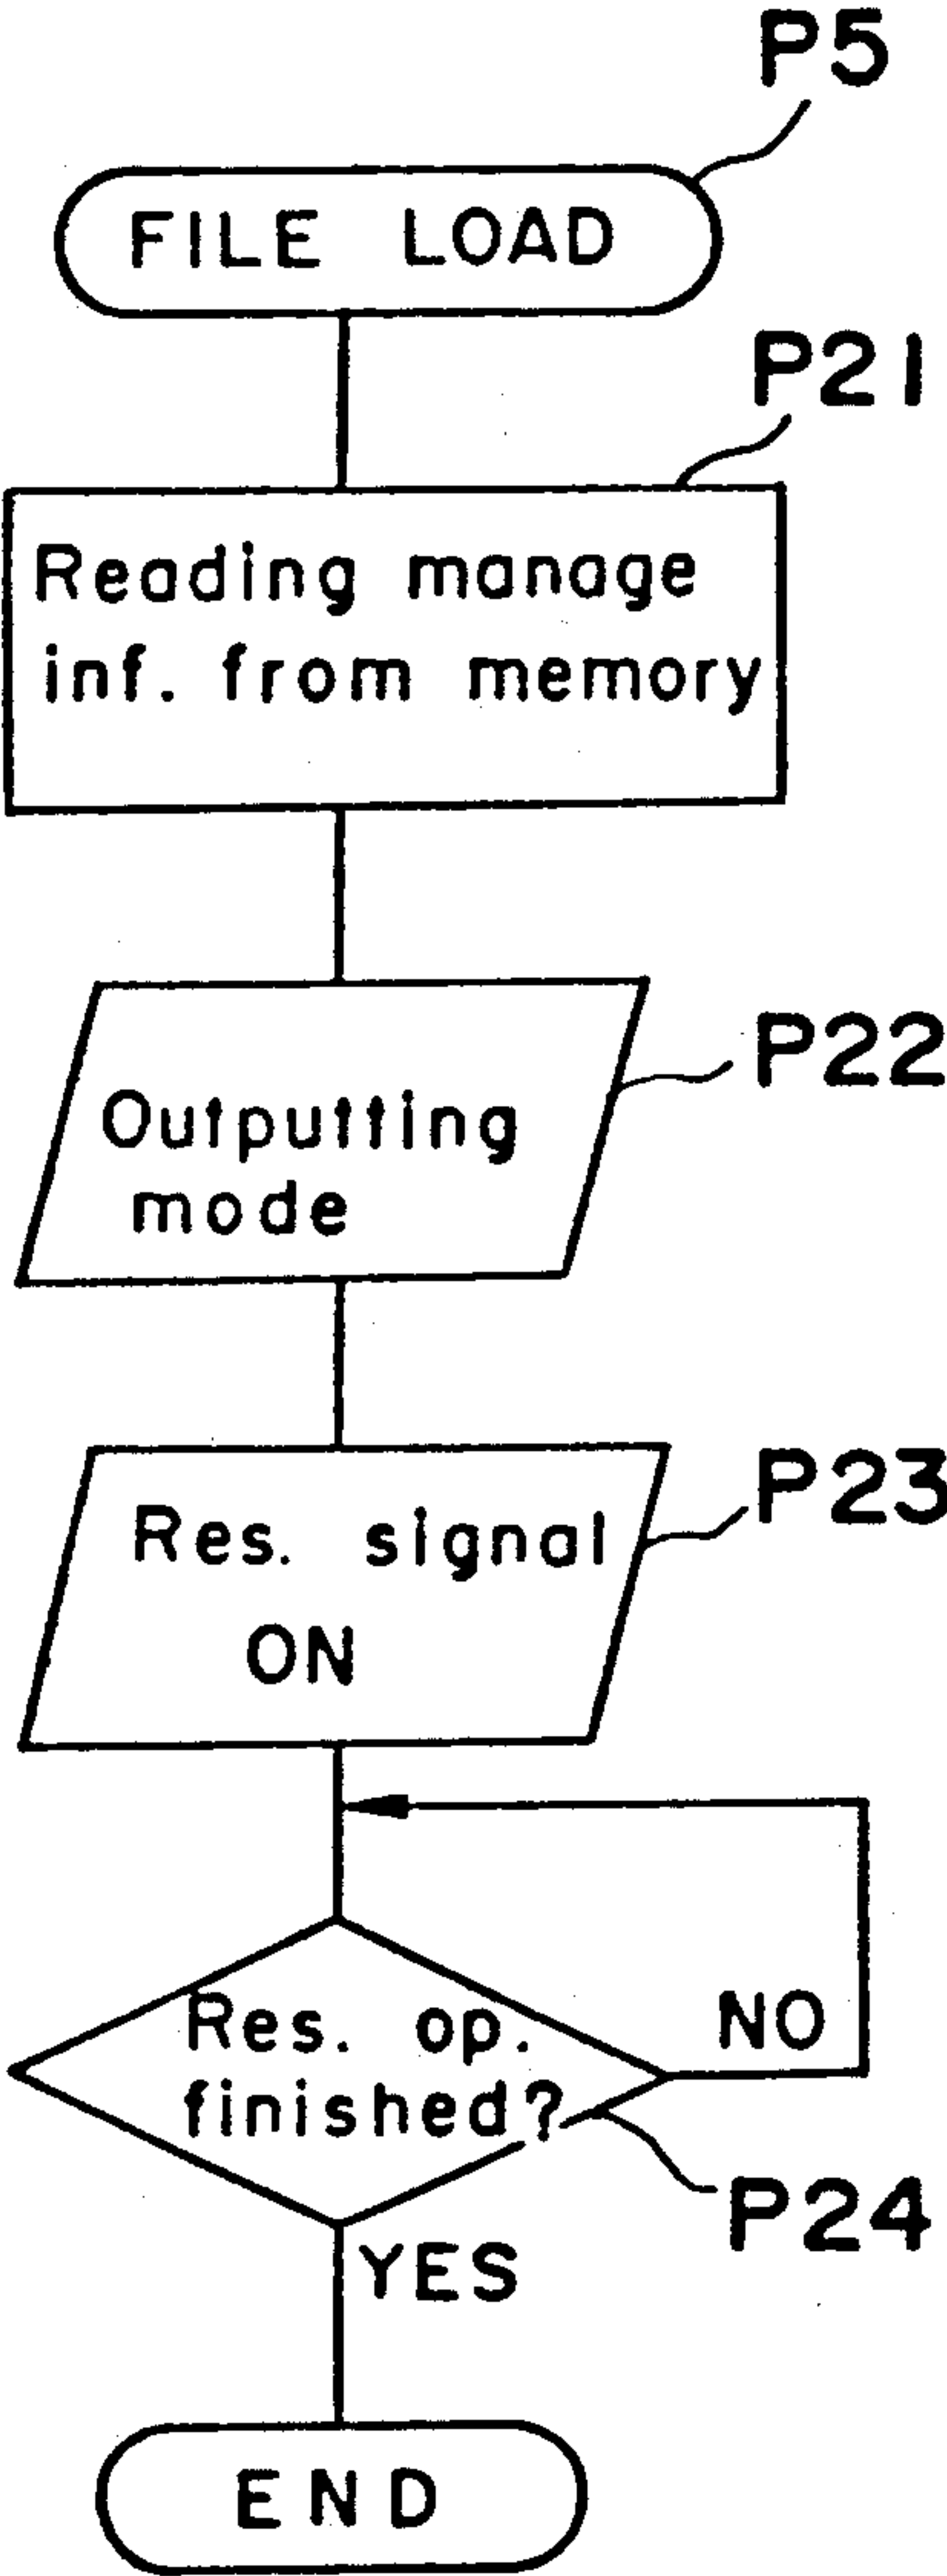 P5
FILE LOAD
P21
Reading manage
inf. from memory
P22
Outputting
mode
P23
Res. signal
ON
Res. op.
finished?
NO
P24
YES
END